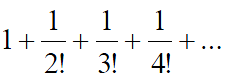 1 + 1/2! + 1/3! + 1/4! + ...